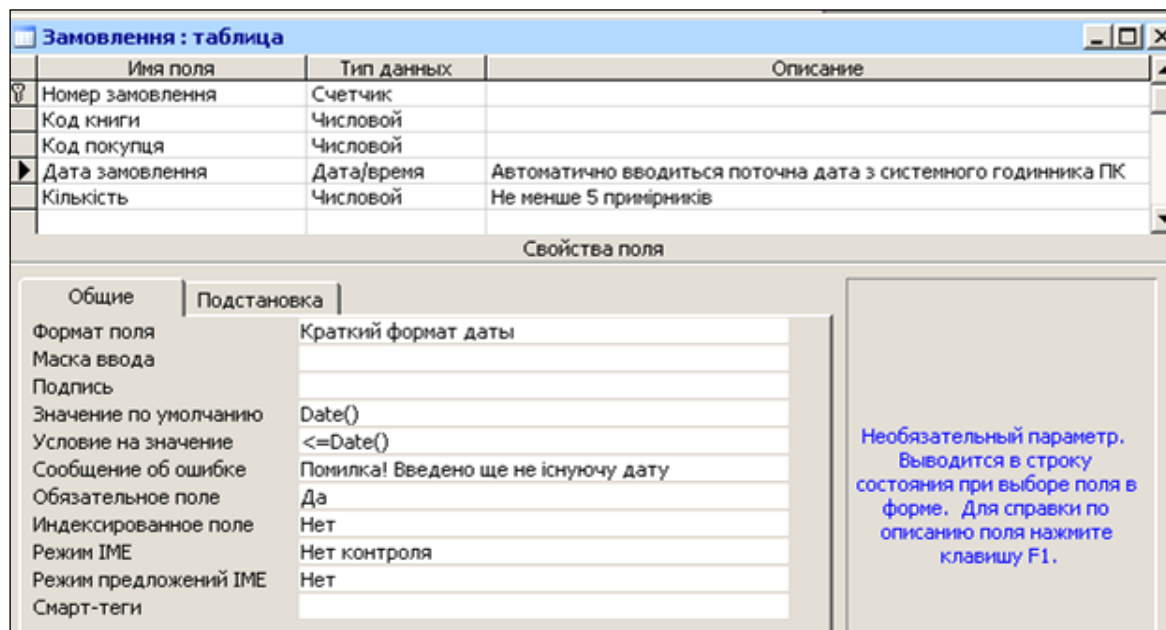 Замовлення : таблица
Имя поля Тип данных Описание
Номер замовлення Счетчик
Код книги Числовой
Код покупця Числовой
Дата замовлення Дата/время Автоматично вводиться поточна дата з системного годинника ПК
Кількість Числовой Не менше 5 примірників
Свойства поля
Общие Подстановка
Формат поля Краткий формат даты
Маска ввода
Подпись
Значение по умолчанию Date()
Условие на значение <=Date()
Сообщение об ошибке Помилка! Введено ще не існуючу дату
Обязательное поле Да
Индексированное поле Нет
Режим IME Нет контроля
Режим предложений IME Нет
Смарт-теги
Необязательный параметр.
Выводится в строку
состояния при выборе поля в
форме. Для справки по
описанию поля нажмите
клавишу F1.